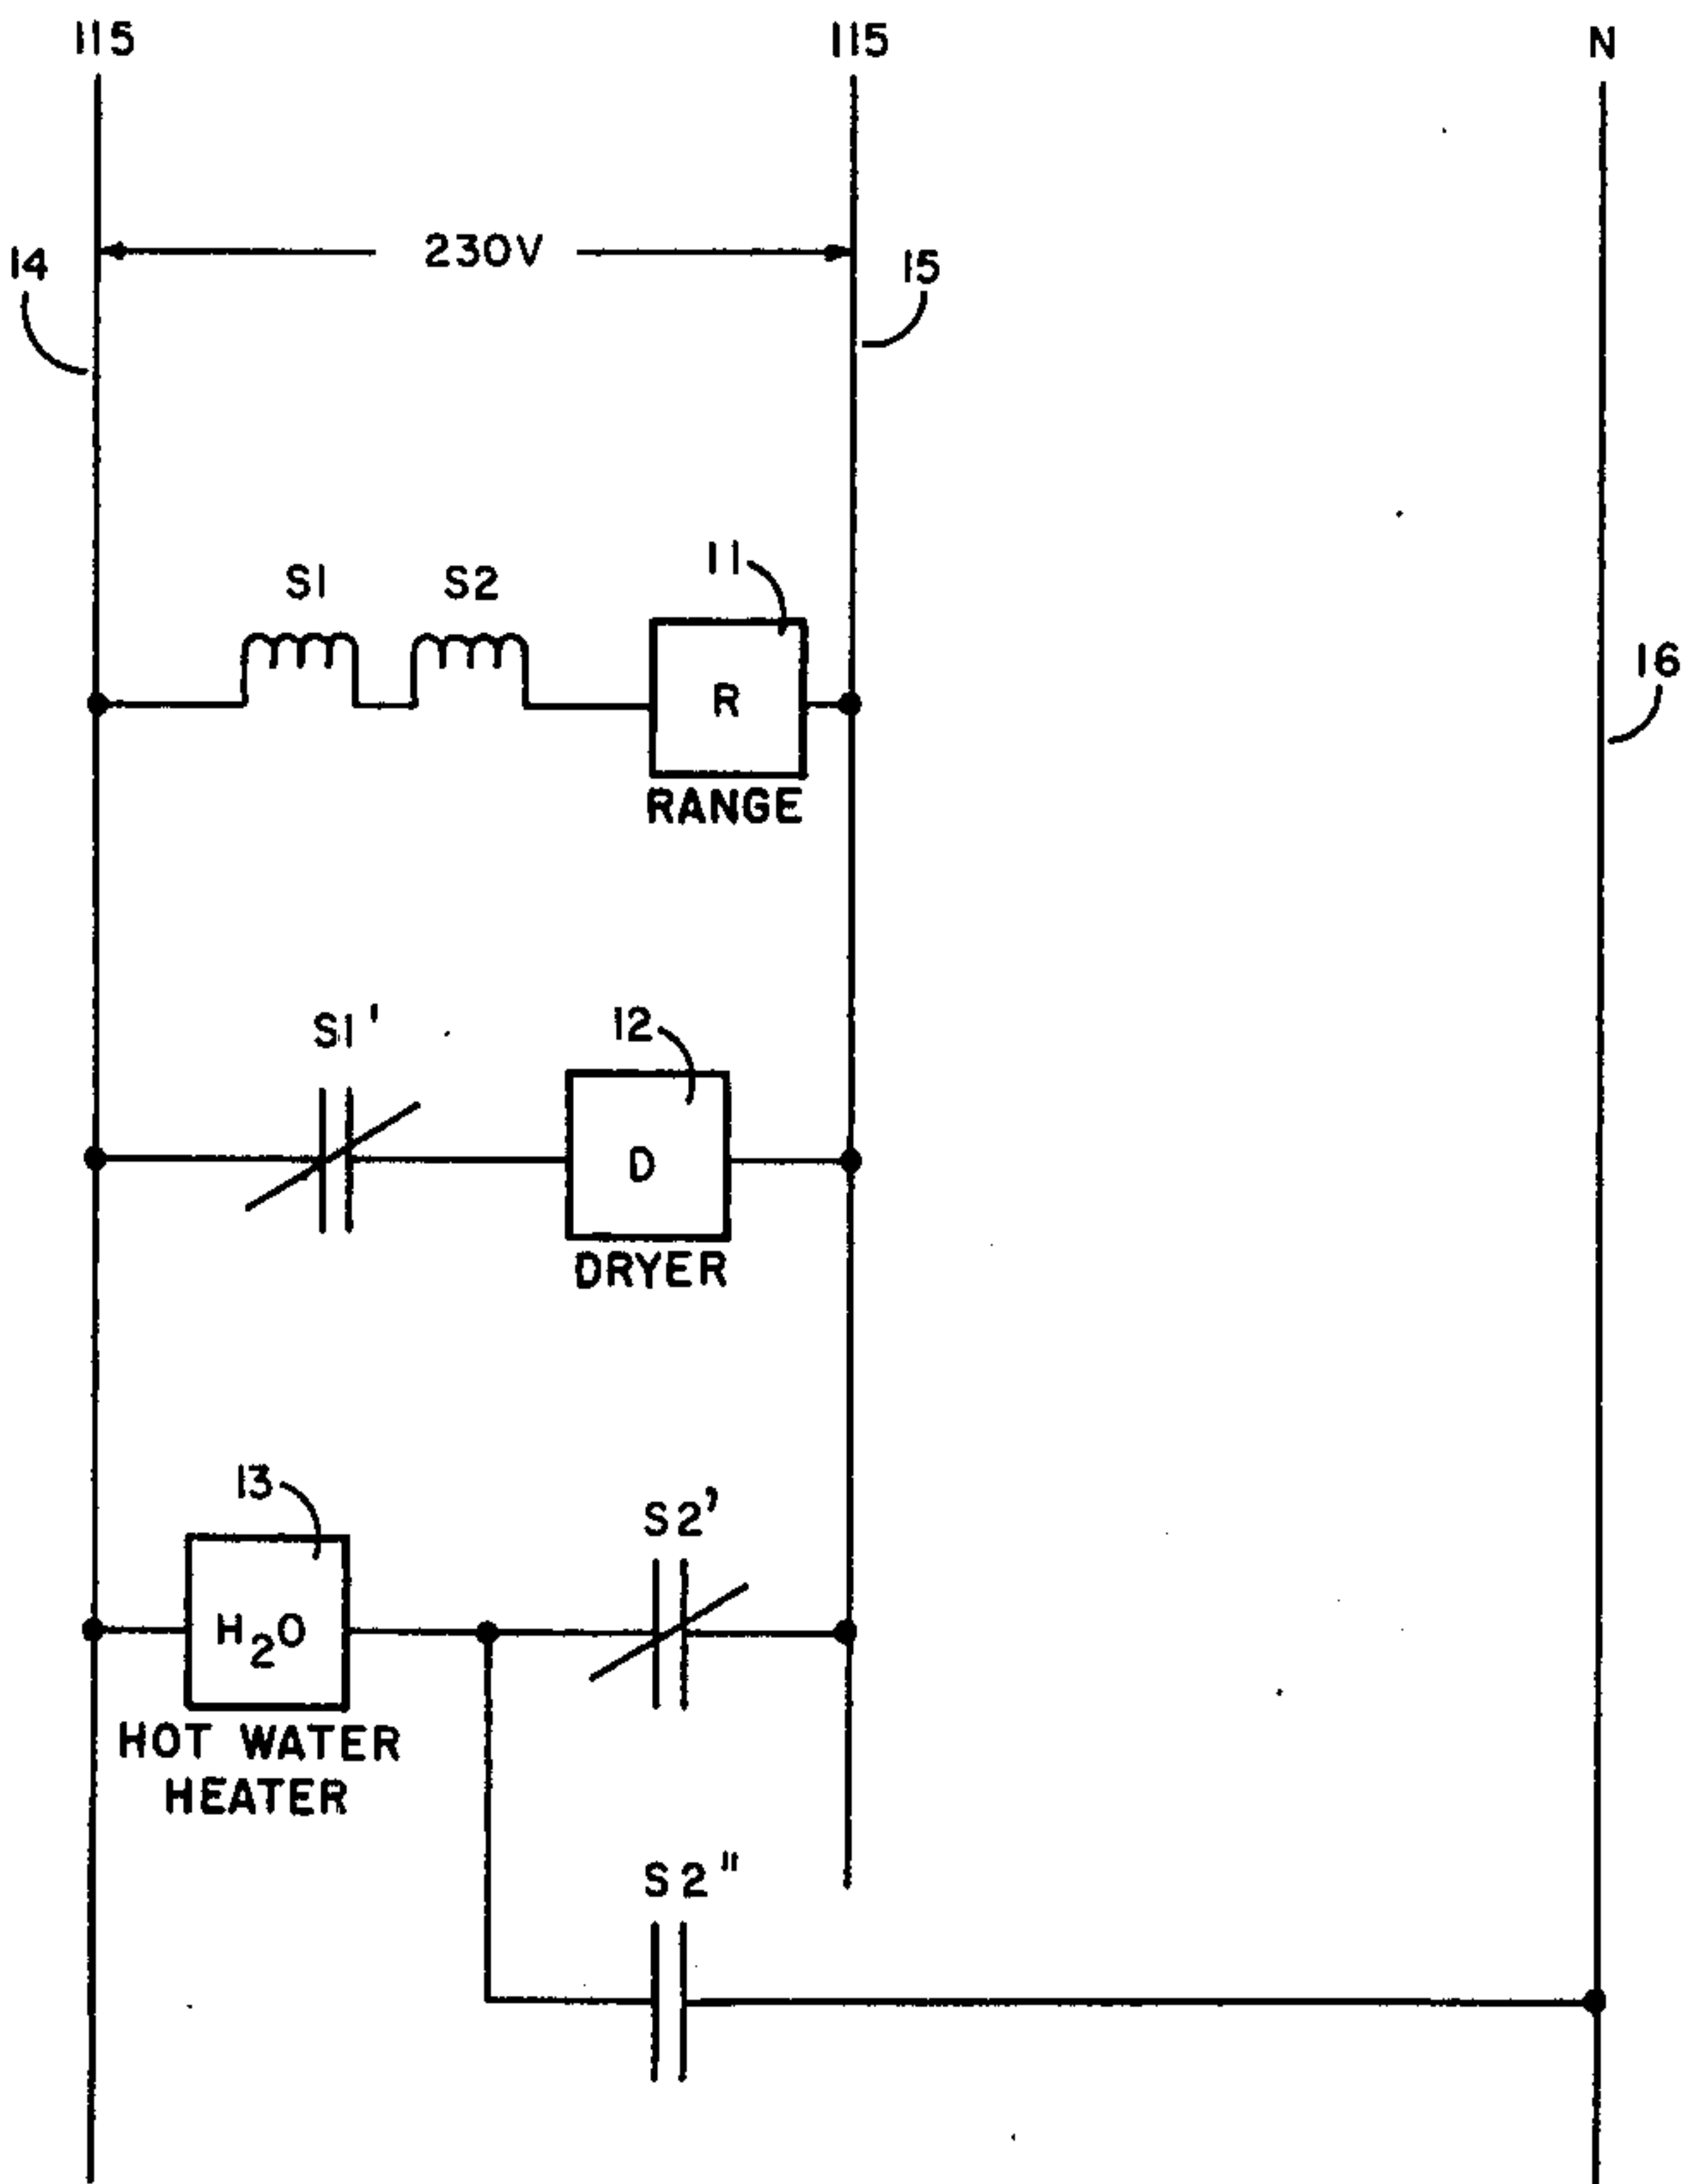 115 115 N
230V
14
15
11
S1 S2
16
R
RANGE
S1' 12
D
DRYER
13
S2'
H2O
HOT WATER
HEATER
S2"